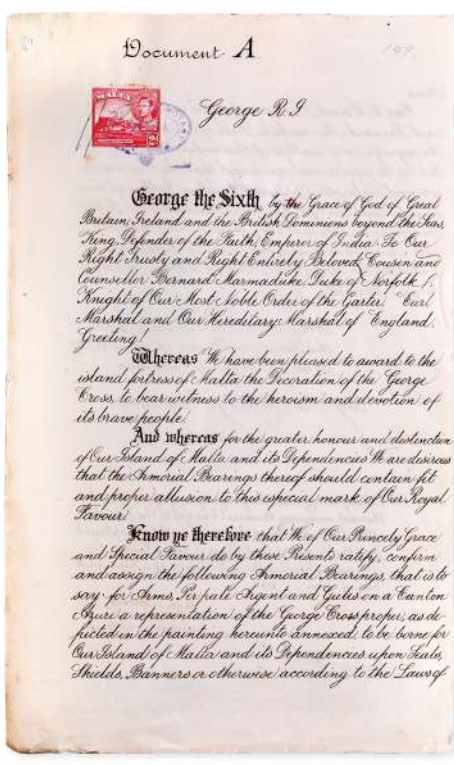 Document A.
149.
MALTA
George R I
George the Sixth by the Grace of God of Great
Britain, Ireland and the British Dominions beyond the Seas,
King, Defender of the Faith, Emperor of India. To Our
Right Trusty and Right Entirely Beloved Cousin and
Counsellor Bernard Marmaduke Duke of Norfolk,
Knight of Our Most Noble Order of the Garter. Earl
Marshal and Our Hereditary Marshal of England.
Greeting!
Whereas We have been pleased to award to the
island fortress of Malta the Decoration of the George
Cross, to bear witness to the heroism and devotion of
its brave people.
And whereas for the greater honour and distinction
of Our Island of Malta and its Dependencies We are desirous
that the Armorial Bearings thereof should contain fit
and proper allusion to this especial mark of Our Royal
Favour.
Know ye therefore that We of Our Princely Grace
and Special Favour do by these Presents ratify, confirm
and assign the following Armorial Bearings, that is to
say: for Arms, Per pale Argent and Gules on a Canton
Azure a representation of the George Cross proper, as de-
picted in the painting hereunto annexed, to be borne for
Our Island of Malta and its Dependencies upon Seals,
Shields, Banners or otherwise according to the Laws of